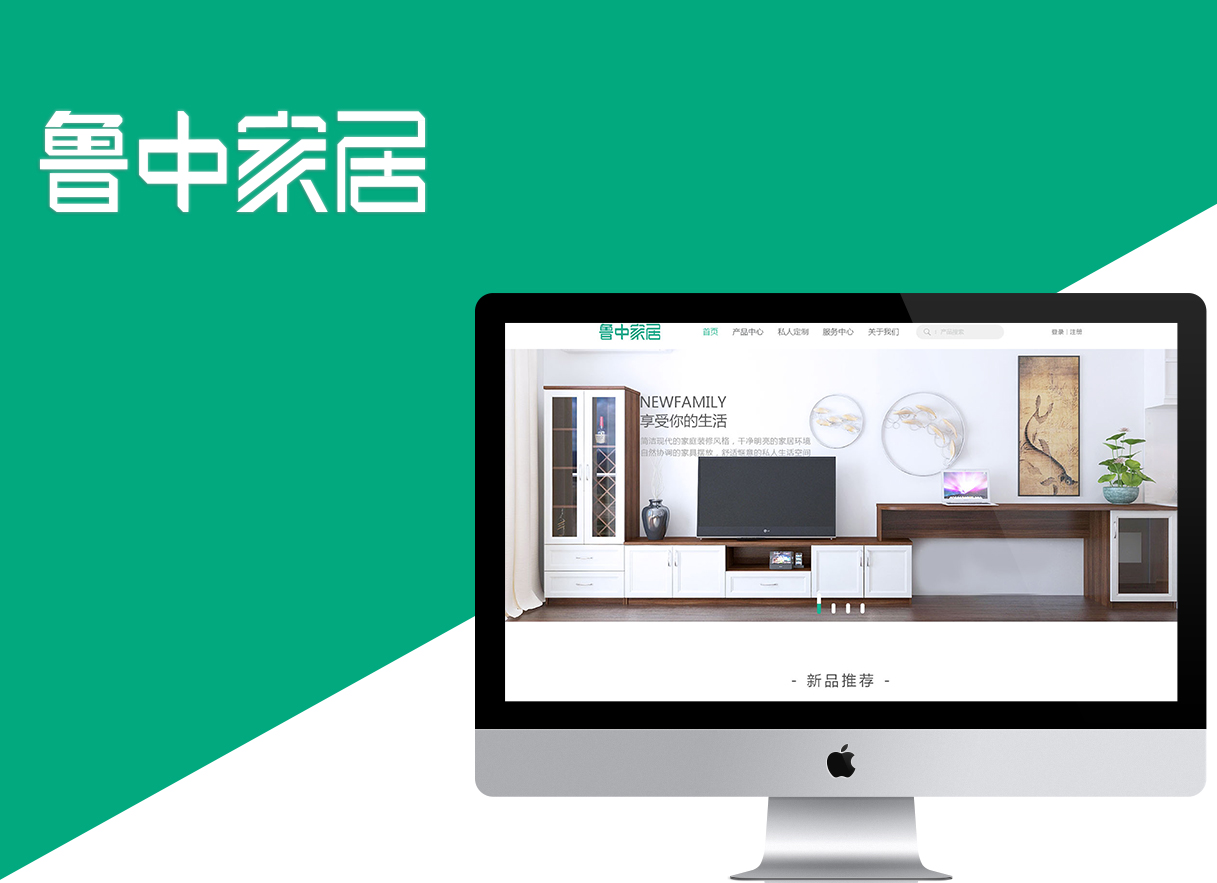 鲁中家居
鲁中家居 首页 产品中心 私人定制 服务中心 关于我们 产品搜索 登录 | 注册
NEWFAMILY
享受你的生活
简洁现代的家庭装修风格，干净明亮的家居环境
自然协调的家具摆放，舒适惬意的私人生活空间
LG
- 新品推荐 -